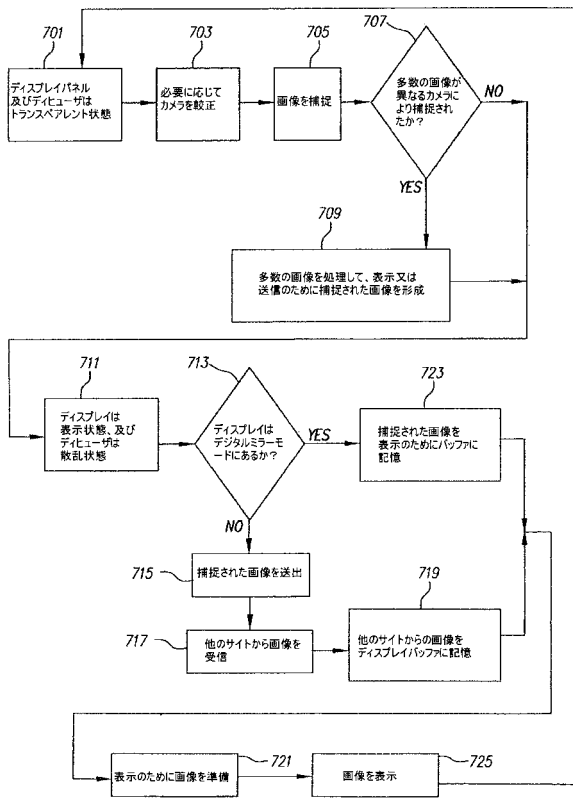 701
ディスプレイパネル
及びディヒューザは
トランスペアレント状態
703
必要に応じて
カメラを較正
705
画像を捕捉
707
多数の画像が
異なるカメラに
より捕捉され
たか?
NO
YES
709
多数の画像を処理して、表示又は
送信のために捕捉された画像を形成
711
ディスプレイは
表示状態、及び
ディヒューザは
散乱状態
713
ディスプレイは
デジタルミラーモ
ードにあるか?
YES
NO
723
捕捉された画像を
表示のためにバッファに
記憶
715
捕捉された画像を送出
717
他のサイトから画像を
受信
719
他のサイトからの画像を
ディスプレイバッファに記憶
721
表示のために画像を準備
725
画像を表示